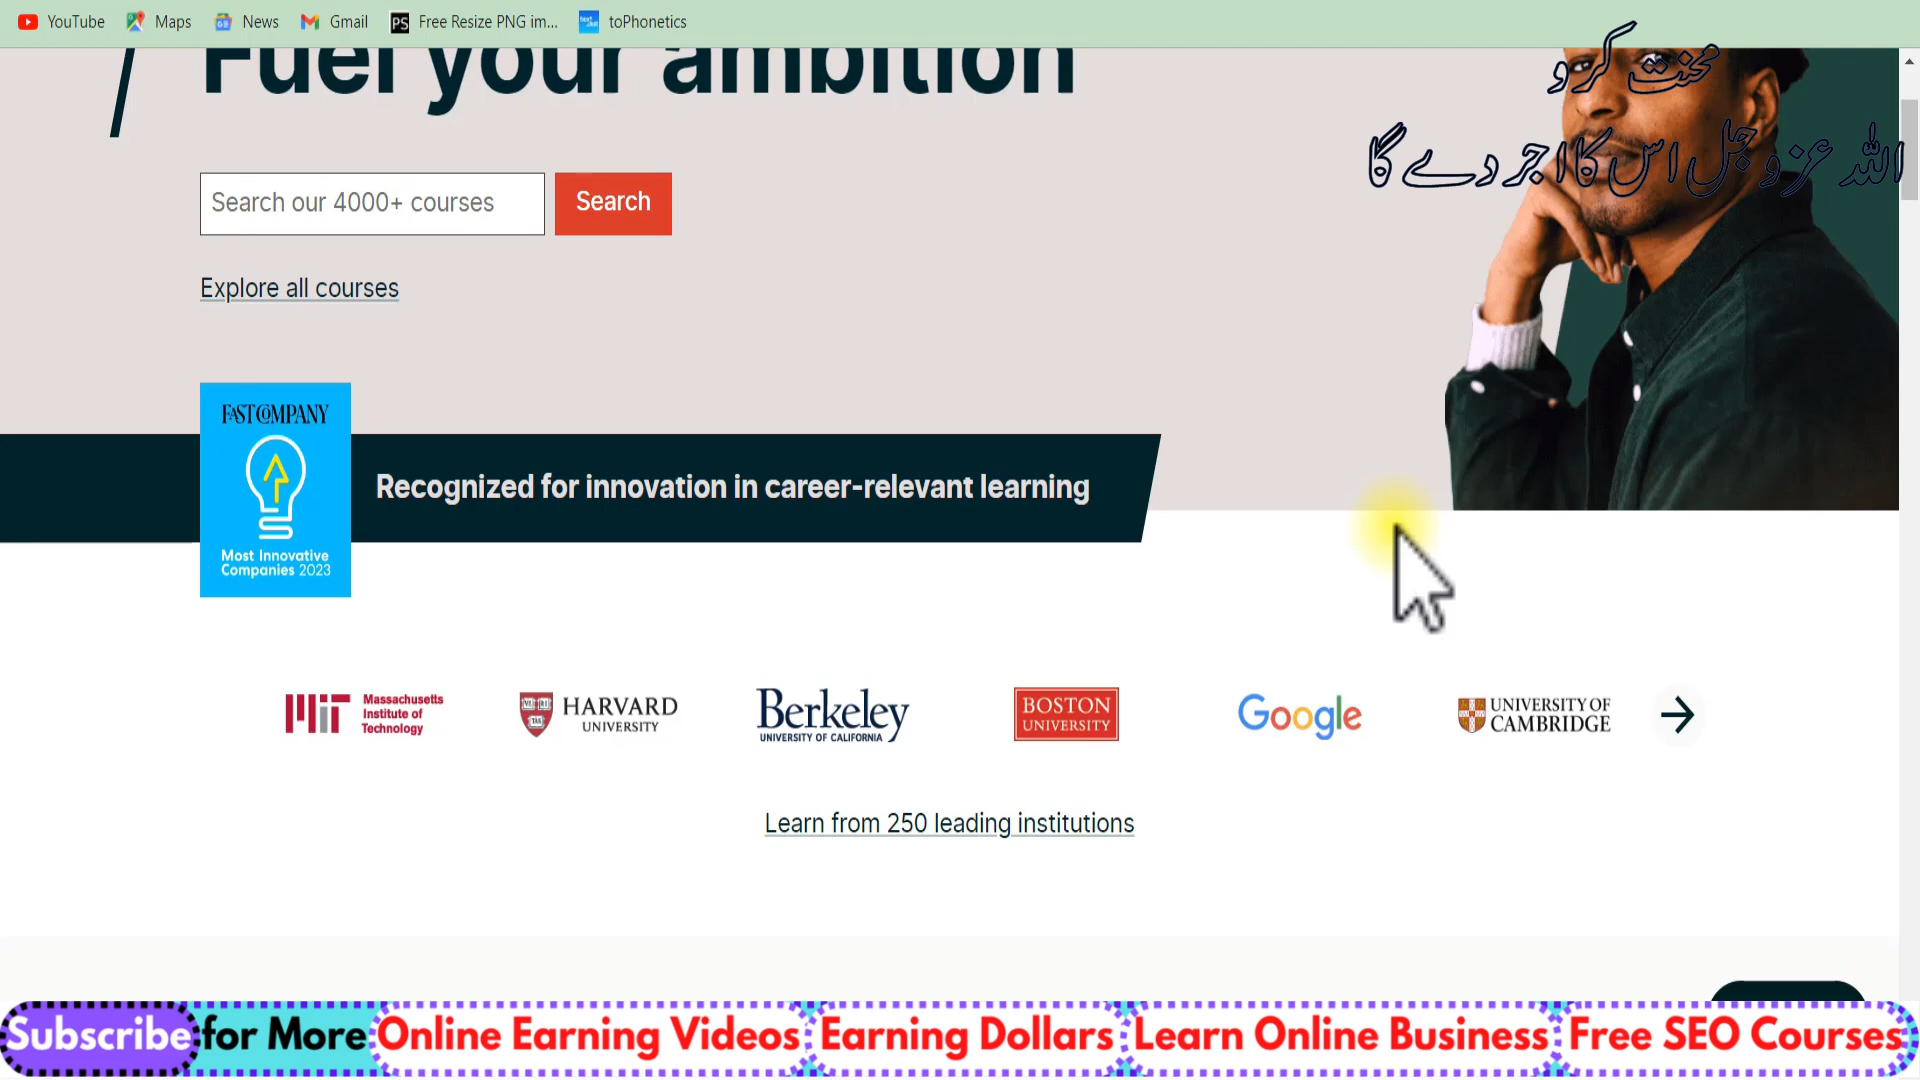 YouTube Maps News Gmail Free Resize PNG im... toPhonetics
Fuel your ambition
محنت کرو
اللہ عزوجل اس کا اجر دے گا
Search our 4000+ courses Search
Explore all courses
FAST COMPANY
Most Innovative
Companies 2023
Recognized for innovation in career-relevant learning
MIT Massachusetts
Institute of
Technology
HARVARD
UNIVERSITY
Berkeley
UNIVERSITY OF CALIFORNIA
BOSTON
UNIVERSITY
Google
UNIVERSITY OF
CAMBRIDGE
Learn from 250 leading institutions
Subscribe for More Online Earning Videos Earning Dollars Learn Online Business Free SEO Courses